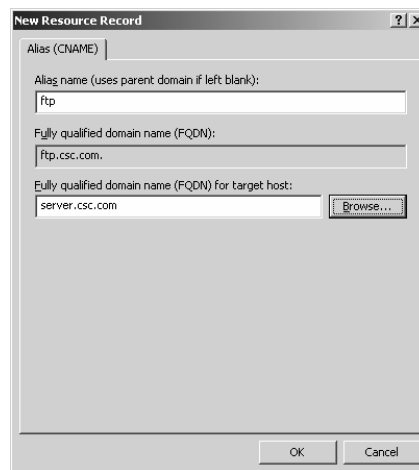 New Resource Record
Alias (CNAME)
Alias name (uses parent domain if left blank):
ftp
Fully qualified domain name (FQDN):
ftp.csc.com.
Fully qualified domain name (FQDN) for target host:
server.csc.com
Browse...
OK Cancel